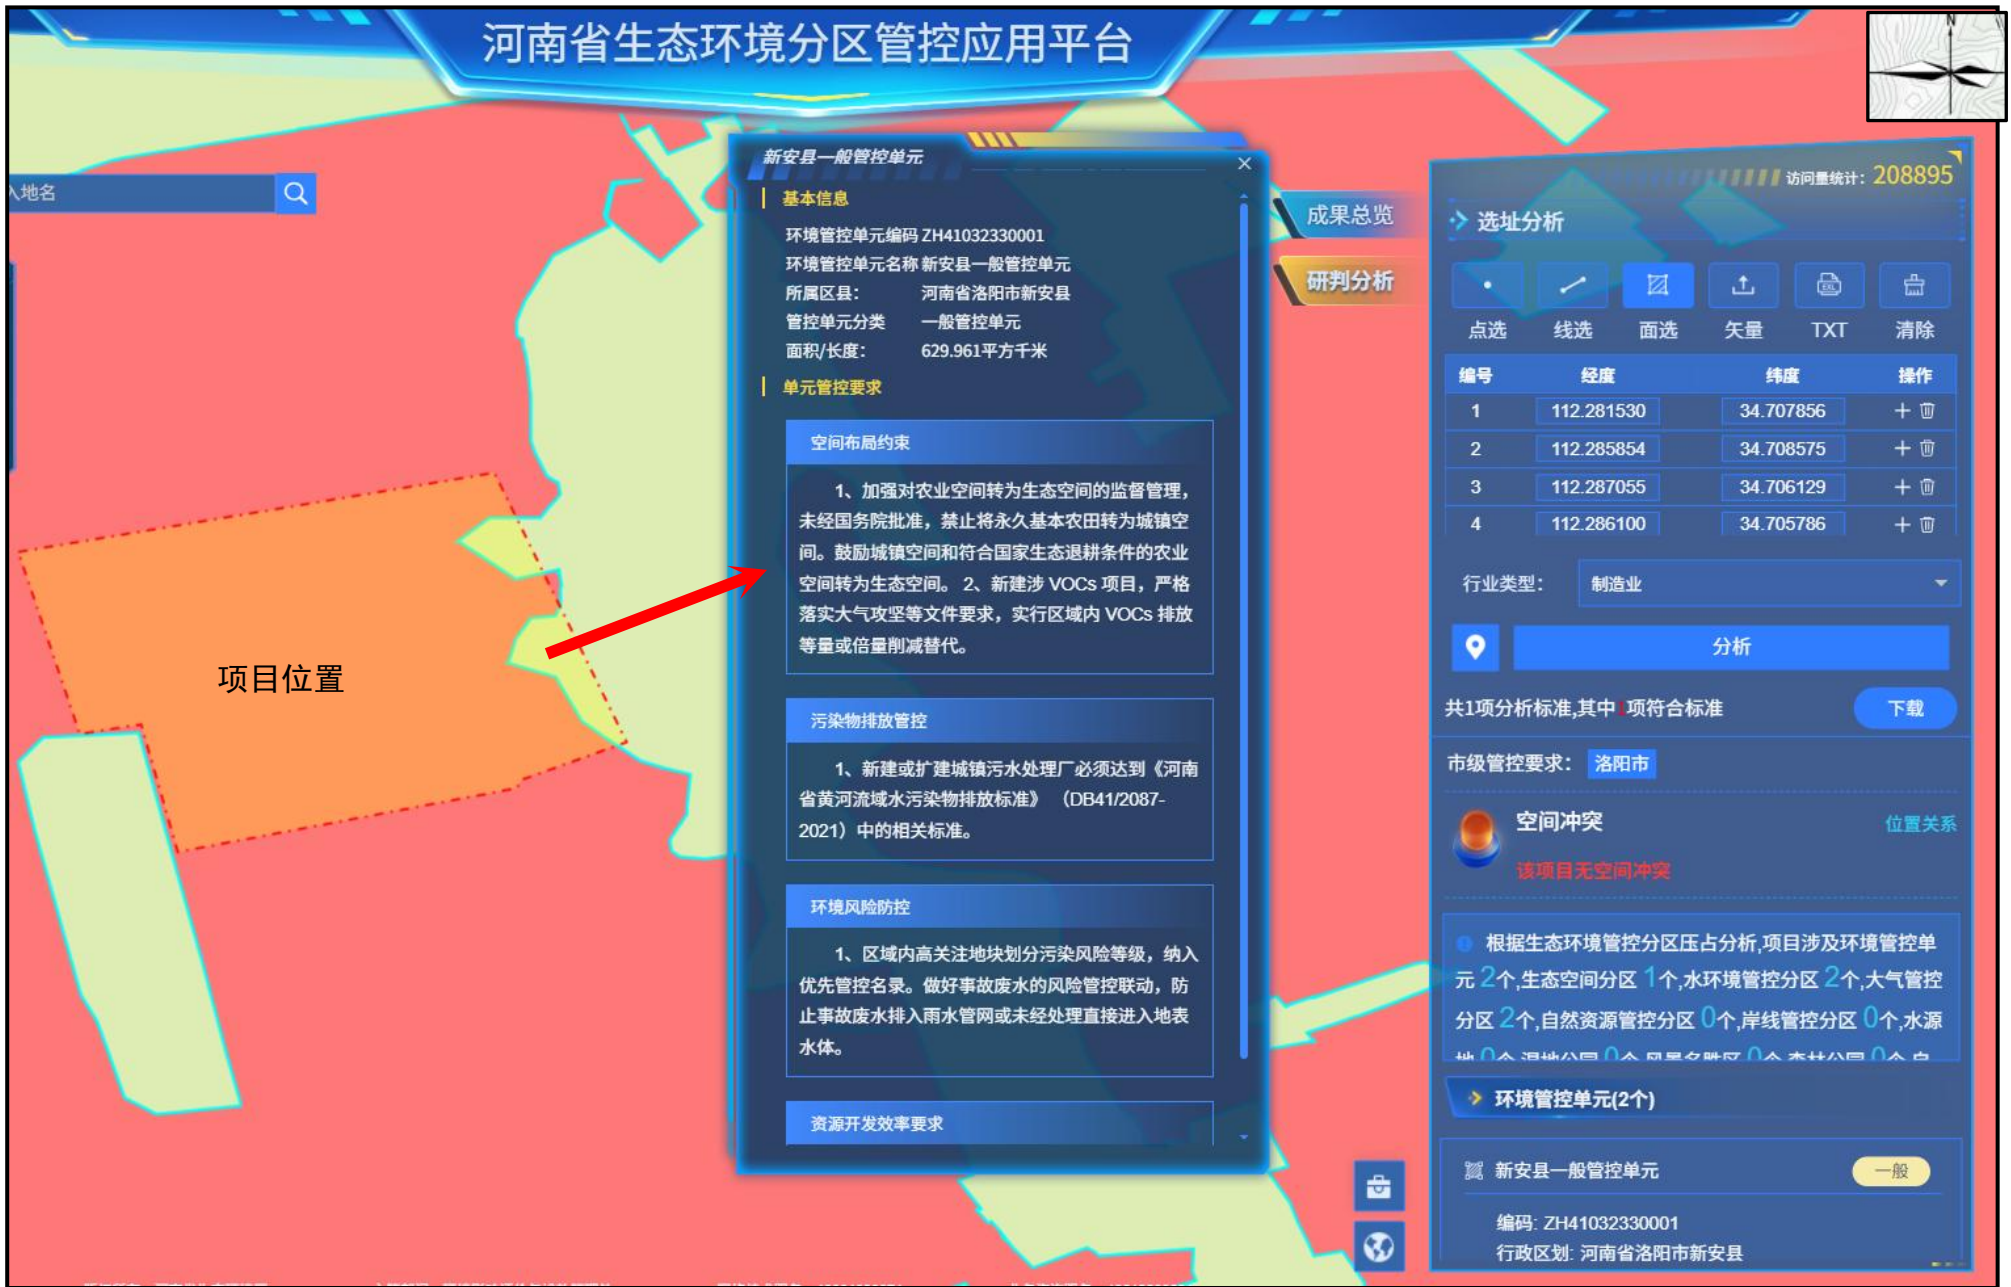 河南省生态环境分区管控应用平台
N
入地名
项目位置
新安县一般管控单元
×
基本信息
环境管控单元编码 ZH41032330001
环境管控单元名称 新安县一般管控单元
所属区县： 河南省洛阳市新安县
管控单元分类 一般管控单元
面积/长度： 629.961平方千米
单元管控要求
空间布局约束
1、加强对农业空间转为生态空间的监督管理，
未经国务院批准，禁止将永久基本农田转为城镇空
间。鼓励城镇空间和符合国家生态退耕条件的农业
空间转为生态空间。 2、新建涉 VOCs 项目，严格
落实大气攻坚等文件要求，实行区域内 VOCs 排放
等量或倍量削减替代。
污染物排放管控
1、新建或扩建城镇污水处理厂必须达到《河南
省黄河流域水污染物排放标准》 （DB41/2087-
2021）中的相关标准。
环境风险防控
1、区域内高关注地块划分污染风险等级，纳入
优先管控名录。做好事故废水的风险管控联动，防
止事故废水排入雨水管网或未经处理直接进入地表
水体。
资源开发效率要求
成果总览
研判分析
访问量统计：208895
选址分析
点选 线选 面选 矢量 TXT 清除
编号 经度 纬度 操作
1 112.281530 34.707856
2 112.285854 34.708575
3 112.287055 34.706129
4 112.286100 34.705786
行业类型： 制造业
分析
共1项分析标准,其中1项符合标准
下载
市级管控要求： 洛阳市
空间冲突
位置关系
该项目无空间冲突
根据生态环境管控分区压占分析,项目涉及环境管控单
元 2个,生态空间分区 1个,水环境管控分区 2个,大气管控
分区 2个,自然资源管控分区 0个,岸线管控分区 0个,水源
地 0个,湿地公园 0个,风景名胜区 0个,森林公园 0个,自
环境管控单元(2个)
新安县一般管控单元 一般
编码: ZH41032330001
行政区划: 河南省洛阳市新安县